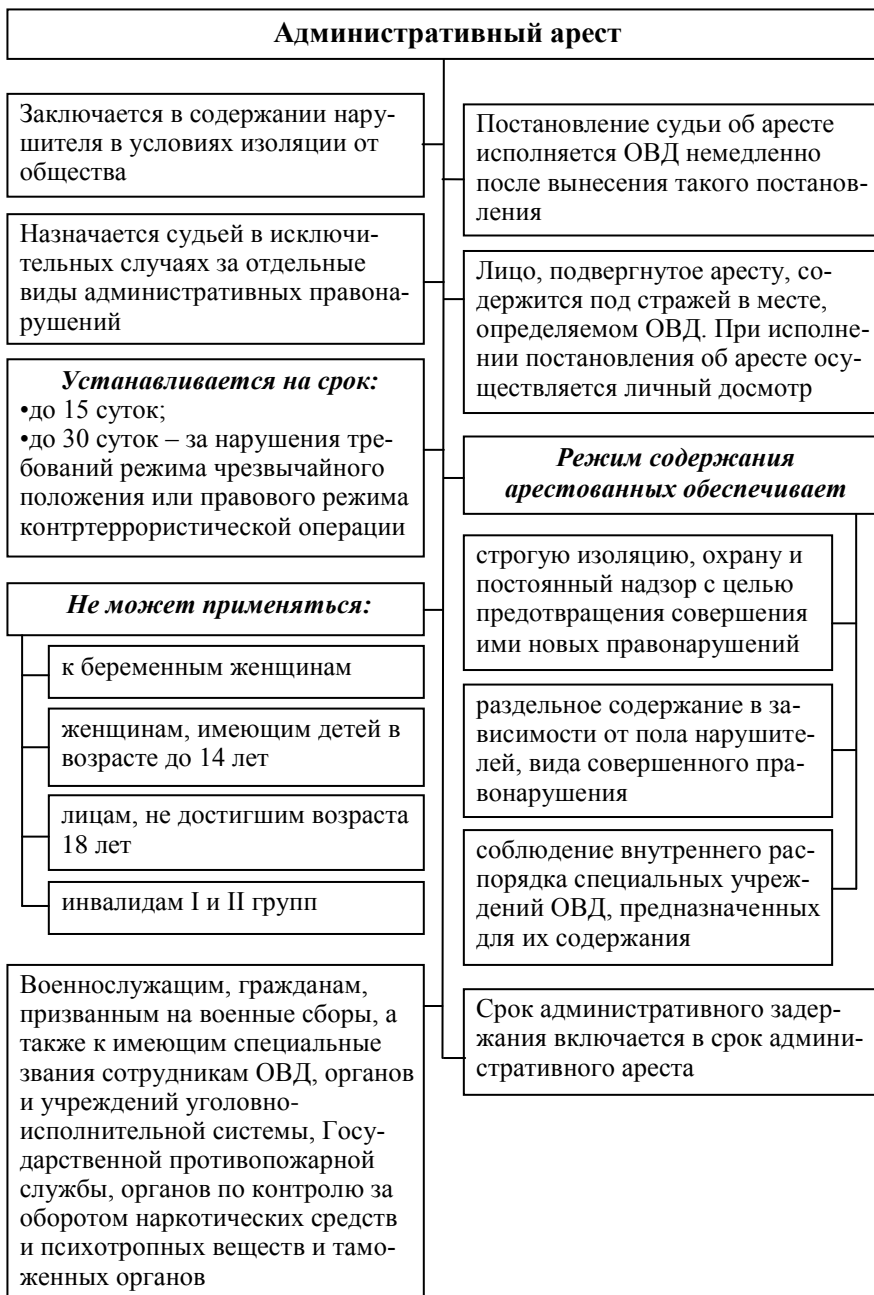 Административный арест
Заключается в содержании нару-
шителя в условиях изоляции от
общества
Назначается судьей в исключи-
тельных случаях за отдельные
виды административных правона-
рушений
Устанавливается на срок:
•до 15 суток;
•до 30 суток – за нарушения тре-
бований режима чрезвычайного
положения или правового режима
контртеррористической операции
Не может применяться:
к беременным женщинам
женщинам, имеющим детей в
возрасте до 14 лет
лицам, не достигшим возраста
18 лет
инвалидам I и II групп
Военнослужащим, гражданам,
призванным на военные сборы, а
также к имеющим специальные
звания сотрудникам ОВД, органов
и учреждений уголовно-
исполнительной системы, Госу-
дарственной противопожарной
службы, органов по контролю за
оборотом наркотических средств
и психотропных веществ и тамо-
женных органов
Постановление судьи об аресте
исполняется ОВД немедленно
после вынесения такого постанов-
ления
Лицо, подвергнутое аресту, со-
держится под стражей в месте,
определяемом ОВД. При исполне-
нии постановления об аресте осу-
ществляется личный досмотр
Режим содержания
арестованных обеспечивает
строгую изоляцию, охрану и
постоянный надзор с целью
предотвращения совершения
ими новых правонарушений
раздельное содержание в за-
висимости от пола нарушите-
лей, вида совершенного пра-
вонарушения
соблюдение внутреннего рас-
порядка специальных учреж-
дений ОВД, предназначенных
для их содержания
Срок административного задер-
жания включается в срок админи-
стративного ареста